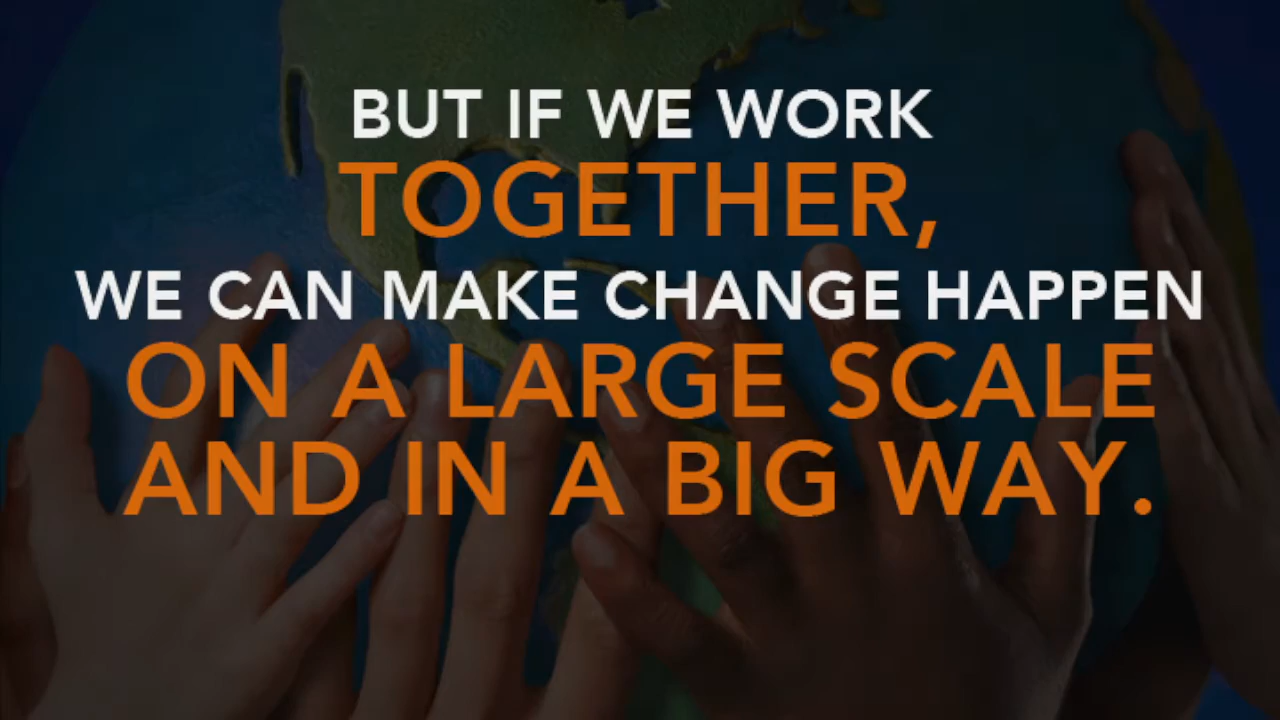 BUT IF WE WORK
TOGETHER,
WE CAN MAKE CHANGE HAPPEN
ON A LARGE SCALE
AND IN A BIG WAY.